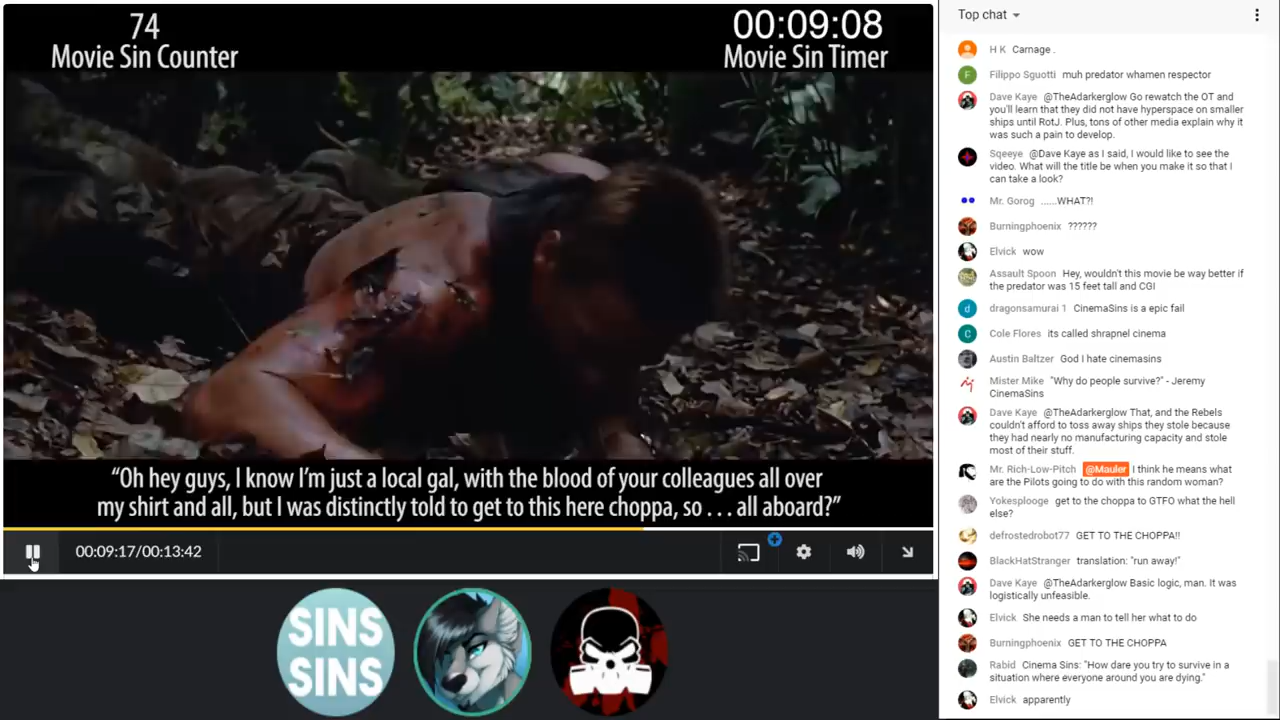 74
Movie Sin Counter
00:09:08
Movie Sin Timer
"Oh hey guys, I know I'm just a local gal, with the blood of your colleagues all over
my shirt and all, but I was distinctly told to get to this here choppa, so . . . all aboard?"
00:09:17/00:13:42
SINS
SINS
Top chat
H K Carnage .
F
Filippo Sguotti muh predator whamen respector
Dave Kaye @TheAdarkerglow Go rewatch the OT and
you'll learn that they did not have hyperspace on smaller
ships until RotJ. Plus, tons of other media explain why it
was such a pain to develop.
Sqeeye @Dave Kaye as I said, I would like to see the
video. What will the title be when you make it so that I
can take a look?
Mr. Gorog ......WHAT?!
Burningphoenix ??????
Elvick wow
Assault Spoon Hey, wouldn't this movie be way better if
the predator was 15 feet tall and CGI
d
dragonsamurai 1 CinemaSins is a epic fail
C
Cole Flores its called shrapnel cinema
Austin Baltzer God I hate cinemasins
Mister Mike "Why do people survive?" - Jeremy
CinemaSins
Dave Kaye @TheAdarkerglow That, and the Rebels
couldn't afford to toss away ships they stole because
they had nearly no manufacturing capacity and stole
most of their stuff.
Mr. Rich-Low-Pitch @Mauler I think he means what
are the Pilots going to do with this random woman?
Yokesplooge get to the choppa to GTFO what the hell
else?
defrostedrobot77 GET TO THE CHOPPA!!
BlackHatStranger translation: "run away!"
Dave Kaye @TheAdarkerglow Basic logic, man. It was
logistically unfeasible.
Elvick She needs a man to tell her what to do
Burningphoenix GET TO THE CHOPPA
Rabid Cinema Sins: "How dare you try to survive in a
situation where everyone around you are dying."
Elvick apparently